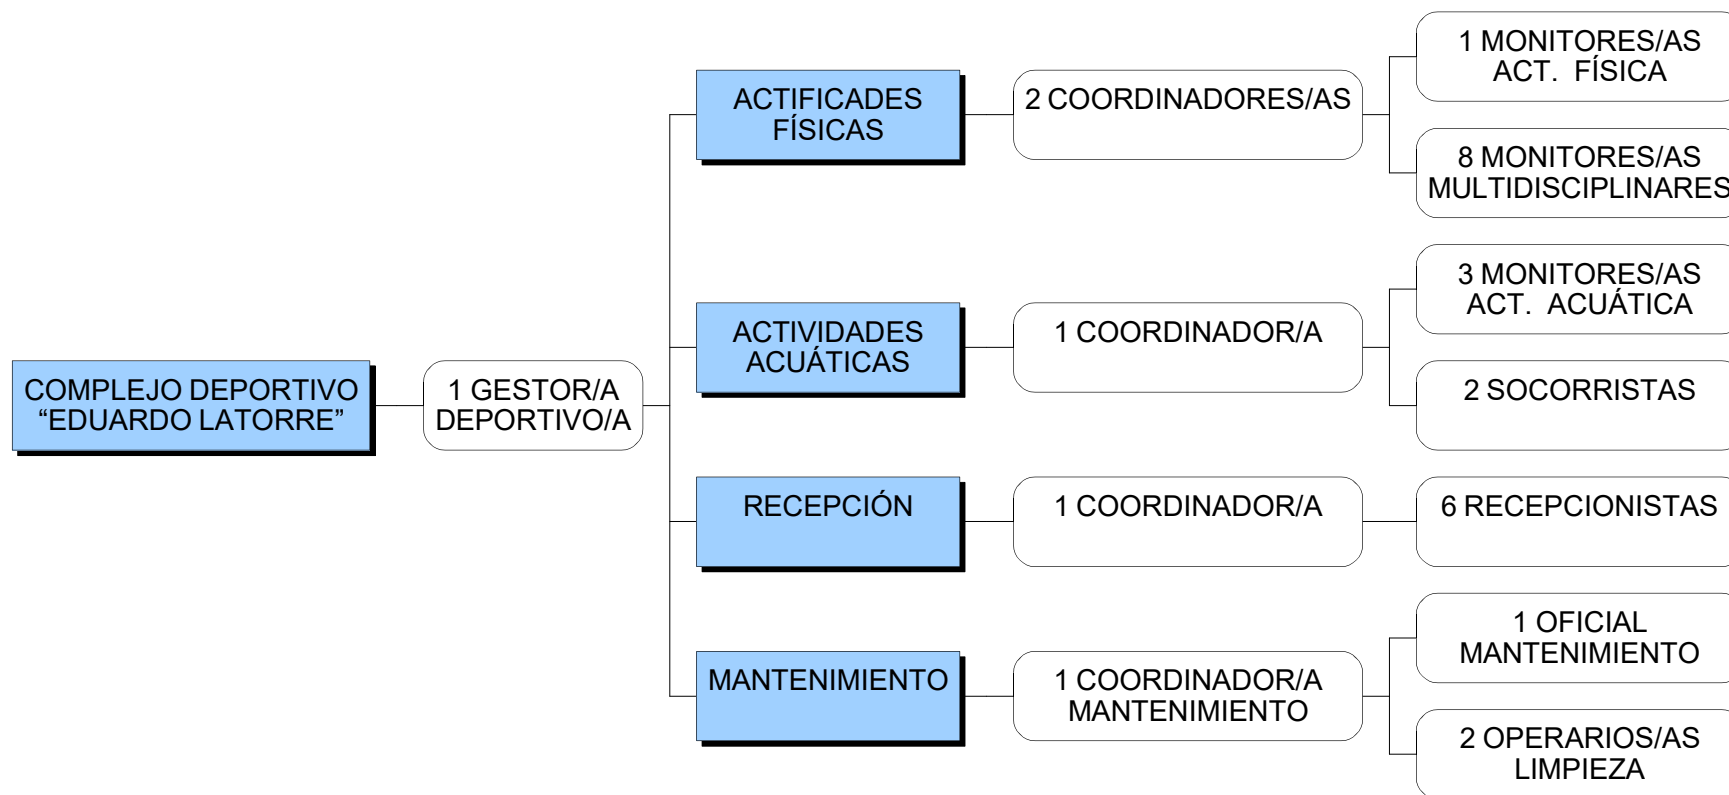 COMPLEJO DEPORTIVO
“EDUARDO LATORRE”
1 GESTOR/A
DEPORTIVO/A
ACTIFICADES
FÍSICAS
2 COORDINADORES/AS
1 MONITORES/AS
ACT. FÍSICA
8 MONITORES/AS
MULTIDISCIPLINARES
ACTIVIDADES
ACUÁTICAS
1 COORDINADOR/A
3 MONITORES/AS
ACT. ACUÁTICA
2 SOCORRISTAS
RECEPCIÓN
1 COORDINADOR/A
6 RECEPCIONISTAS
MANTENIMIENTO
1 COORDINADOR/A
MANTENIMIENTO
1 OFICIAL
MANTENIMIENTO
2 OPERARIOS/AS
LIMPIEZA